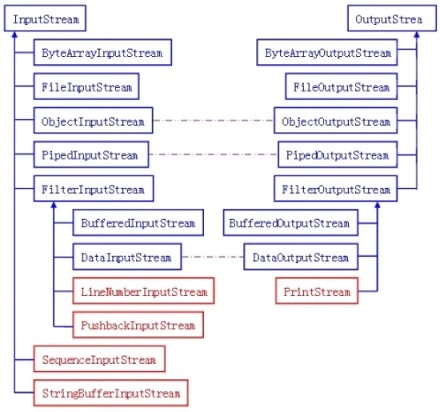 InputStream
OutputStrea
ByteArrayInputStream
ByteArrayOutputStream
FileInputStream
FileOutputStream
ObjectInputStream
ObjectOutputStream
PipedInputStream
PipedOutputStream
FilterInputStream
FilterOutputStream
BufferedInputStream
BufferedOutputStream
DataInputStream
DataOutputStream
LineNumberInputStream
PrintStream
PushbackInputStream
SequenceInputStream
StringBufferInputStream